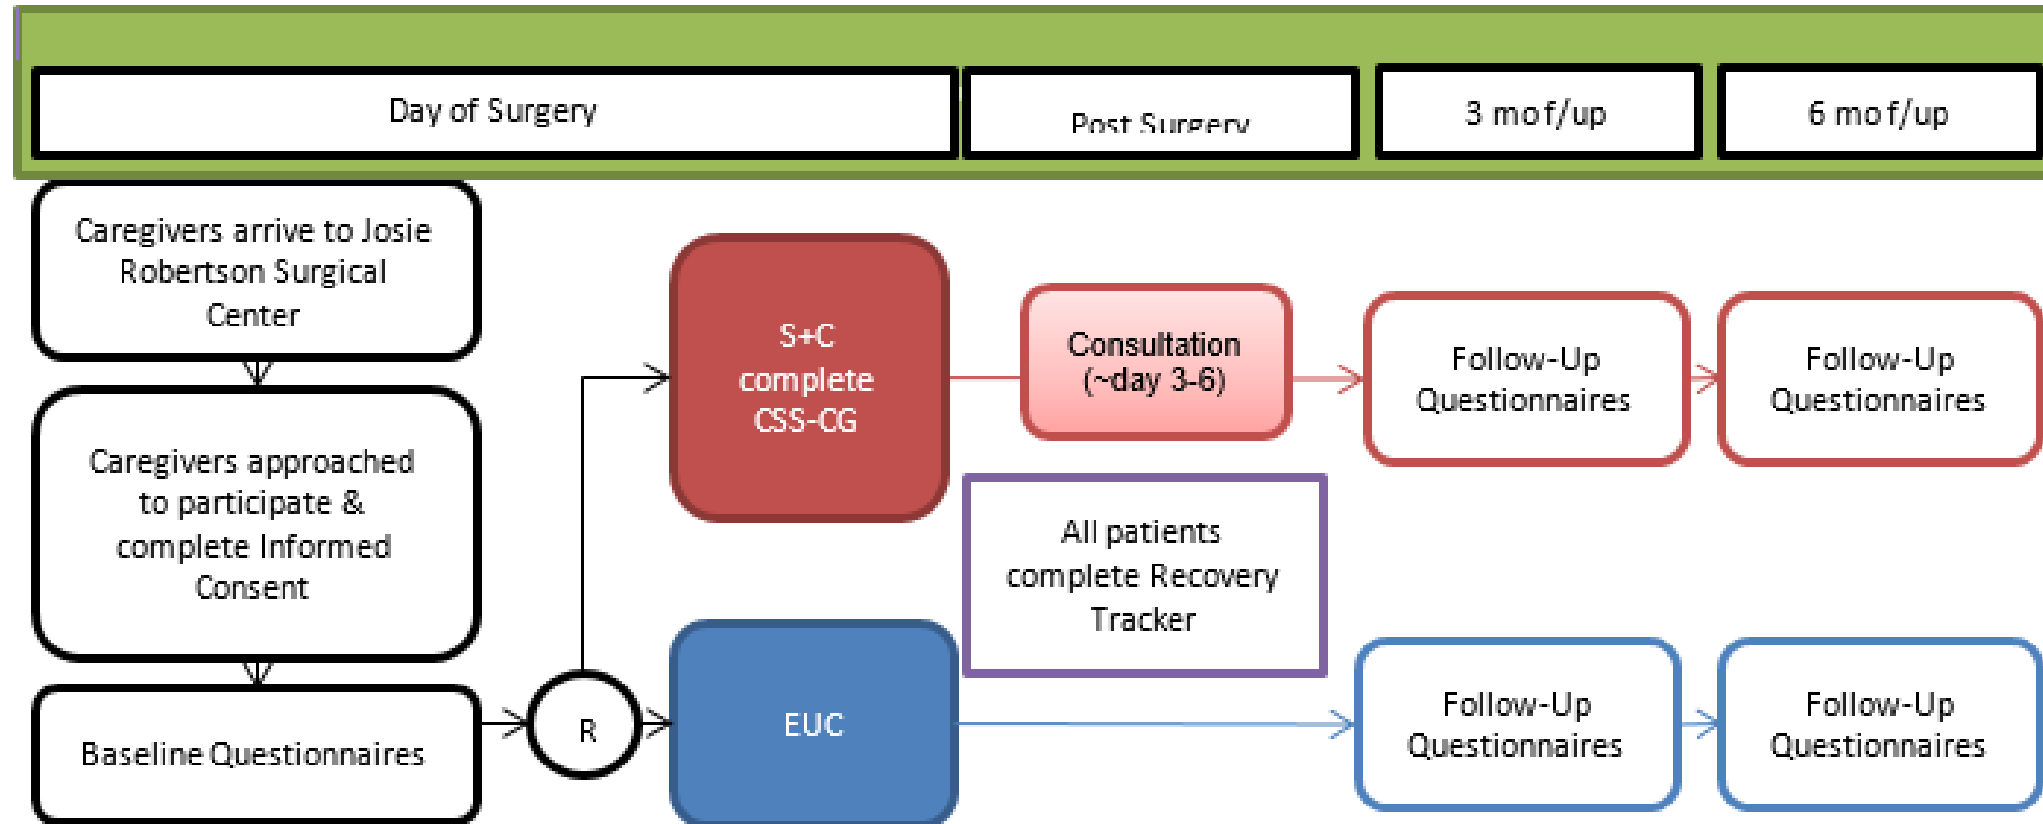 Day of Surgery
Post Surgery
3 mo f/up
6 mo f/up
Caregivers arrive to Josie
Robertson Surgical
Center
Caregivers approached
to participate &
complete Informed
Consent
Baseline Questionnaires
R
S+C
complete
CSS-CG
EUC
Consultation
(~day 3-6)
All patients
complete Recovery
Tracker
Follow-Up
Questionnaires
Follow-Up
Questionnaires
Follow-Up
Questionnaires
Follow-Up
Questionnaires